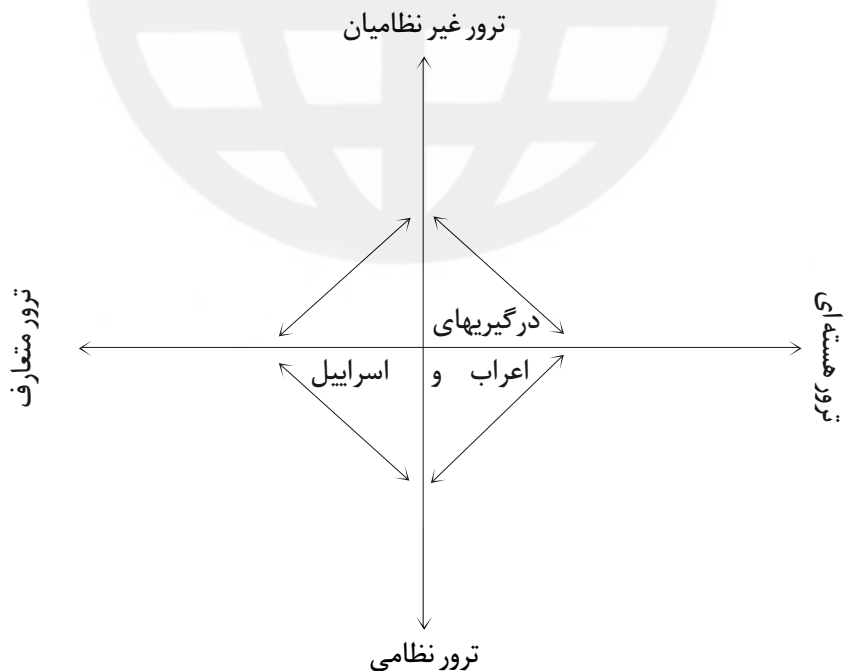 ترور غیر نظامیان
ترور هسته ای
ترور متعارف
درگیریهای
اعراب و اسراییل
ترور نظامی